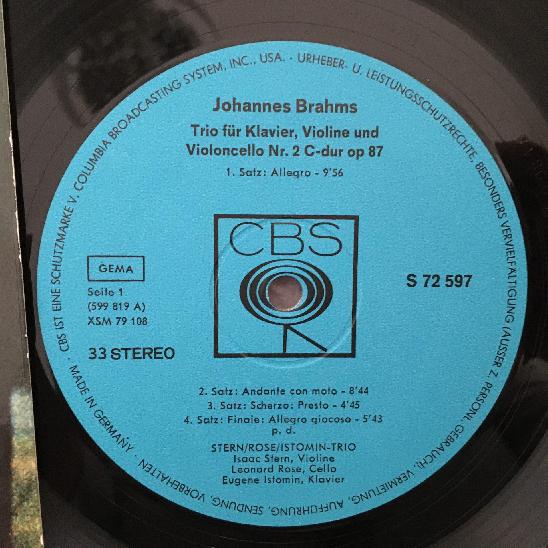 CBS IST EINE SCHUTZMARKE V. COLUMBIA BROADCASTING SYSTEM, INC., USA. · URHEBER- U. LEISTUNGSSCHUTZRECHTE, BESONDERS VERVIELFÄLTIGUNG (AUSSER Z. PERSÖNL. GEBRAUCH), VERMIETUNG, AUFFÜHRUNG, SENDUNG, VORBEHALTEN · MADE IN GERMANY ·
Johannes Brahms
Trio für Klavier, Violine und
Violoncello Nr. 2 C-dur op 87
1. Satz: Allegro - 9'56
CBS
GEMA
S 72 597
Seite 1
(599 819 A)
XSM 79 108
33 STEREO
2. Satz: Andante con moto - 8'44
3. Satz: Scherzo: Presto - 4'45
4. Satz: Finale: Allegro giocoso - 5'43
p. d.
STERN/ROSE/ISTOMIN-TRIO
Isaac Stern, Violine
Leonard Rose, Cello
Eugene Istomin, Klavier